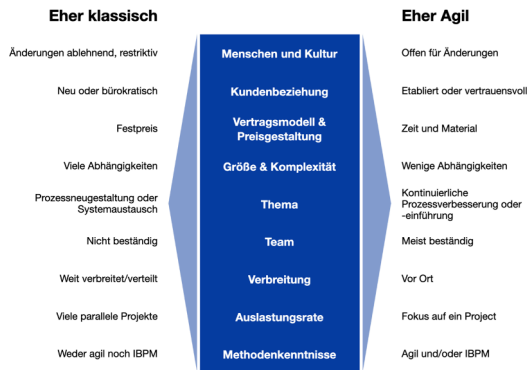 Eher klassisch
Eher Agil
Änderungen ablehnend, restriktiv
Menschen und Kultur
Offen für Änderungen
Neu oder bürokratisch
Kundenbeziehung
Etabliert oder vertrauensvoll
Festpreis
Vertragsmodell &
Preisgestaltung
Zeit und Material
Viele Abhängigkeiten
Größe & Komplexität
Wenige Abhängigkeiten
Prozessneugestaltung oder
Systemaustausch
Thema
Kontinuierliche
Prozessverbesserung oder
-einführung
Nicht beständig
Team
Meist beständig
Weit verbreitet/verteilt
Verbreitung
Vor Ort
Viele parallele Projekte
Auslastungsrate
Fokus auf ein Project
Weder agil noch IBPM
Methodenkenntnisse
Agil und/oder IBPM